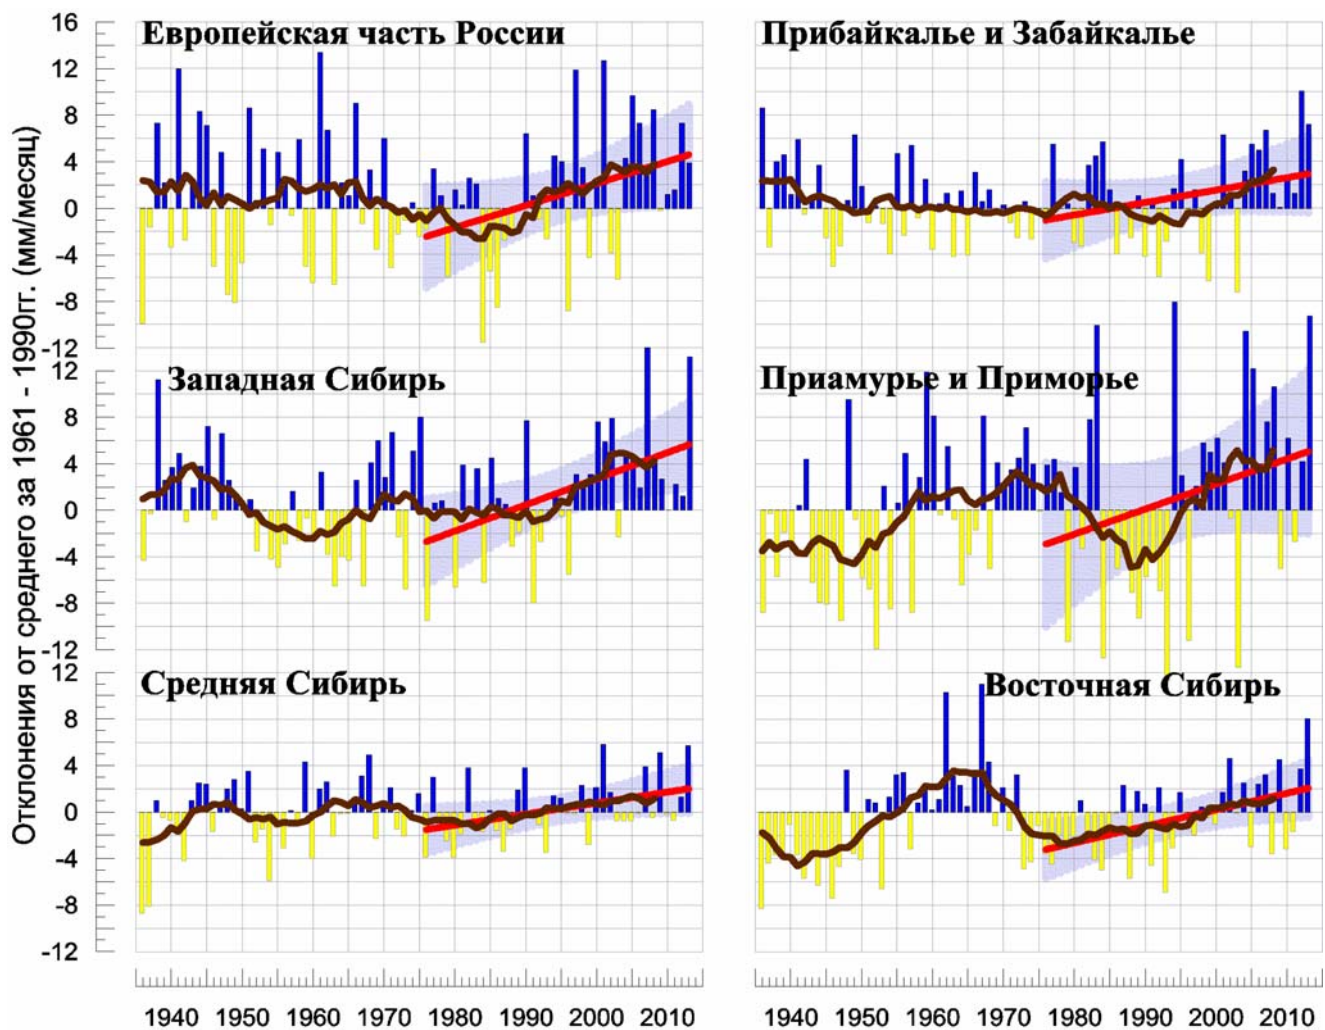 Отклонения от среднего за 1961 - 1990гг. (мм/месяц)
16
12
8
4
0
-4
-8
-12
Европейская часть России
Прибайкалье и Забайкалье
12
8
4
0
-4
-8
-12
Западная Сибирь
Приамурье и Приморье
12
8
4
0
-4
-8
-12
Средняя Сибирь
Восточная Сибирь
1940 1950 1960 1970 1980 1990 2000 2010
1940 1950 1960 1970 1980 1990 2000 2010